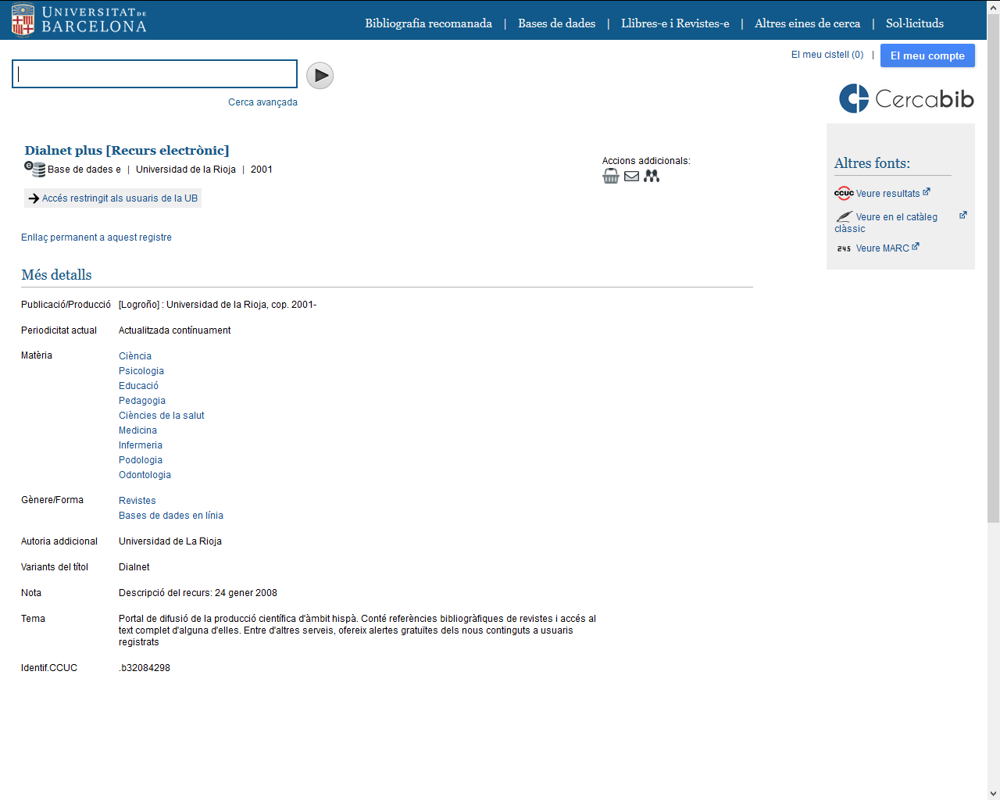 UNIVERSITAT DE
BARCELONA
Bibliografia recomanada | Bases de dades | Llibres-e i Revistes-e | Altres eines de cerca | Sol·licituds
El meu cistell (0) | El meu compte
Cerca avançada
Cercabib
Dialnet plus [Recurs electrònic]
e Base de dades e | Universidad de la Rioja | 2001
Accions addicionals:
Accés restringit als usuaris de la UB
Altres fonts:
CCUC Veure resultats
Veure en el catàleg
clàssic
245 Veure MARC
Enllaç permanent a aquest registre
Més detalls
Publicació/Producció [Logroño] : Universidad de la Rioja, cop. 2001-
Periodicitat actual Actualitzada contínuament
Matèria Ciència
Psicologia
Educació
Pedagogia
Ciències de la salut
Medicina
Infermeria
Podologia
Odontologia
Gènere/Forma Revistes
Bases de dades en línia
Autoria addicional Universidad de La Rioja
Variants del títol Dialnet
Nota Descripció del recurs: 24 gener 2008
Tema Portal de difusió de la producció científica d'àmbit hispà. Conté referències bibliogràfiques de revistes i accés al
text complet d'alguna d'elles. Entre d'altres serveis, ofereix alertes gratuïtes dels nous continguts a usuaris
registrats
Identif.CCUC .b32084298